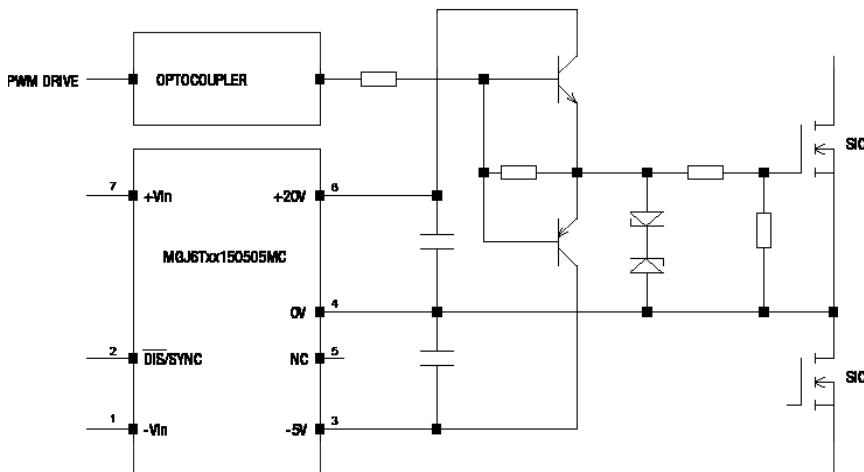 PWM DRIVE
OPTOCOUPLER
SIC
7
+Vin
+20V
6
MGJ6Txx150505MC
0V
4
2
DIS/SYNC
NC
5
SIC
1
-Vin
-5V
3